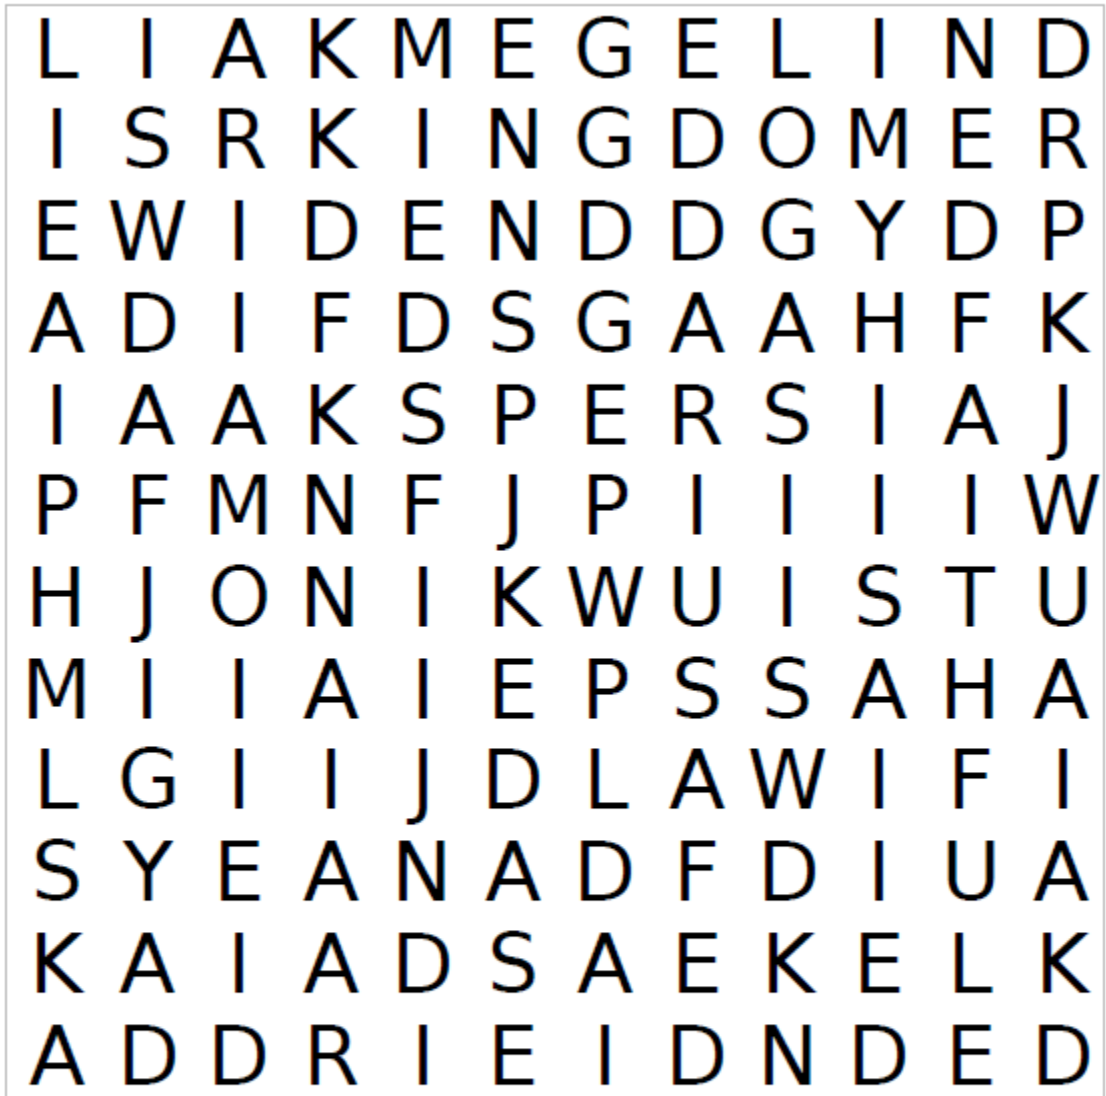 L I A K M E G E L I N D
I S R K I N G D O M E R
E W I D E N D D G Y D P
A D I F D S G A A H F K
I A A K S P E R S I A J
P F M N F J P I I I I W
H J O N I K W U I S T U
M I I A I E P S S A H A
L G I I J D L A W I F I
S Y E A N A D F D I U A
K A I A D S A E K E L K
A D D R I E I D N D E D